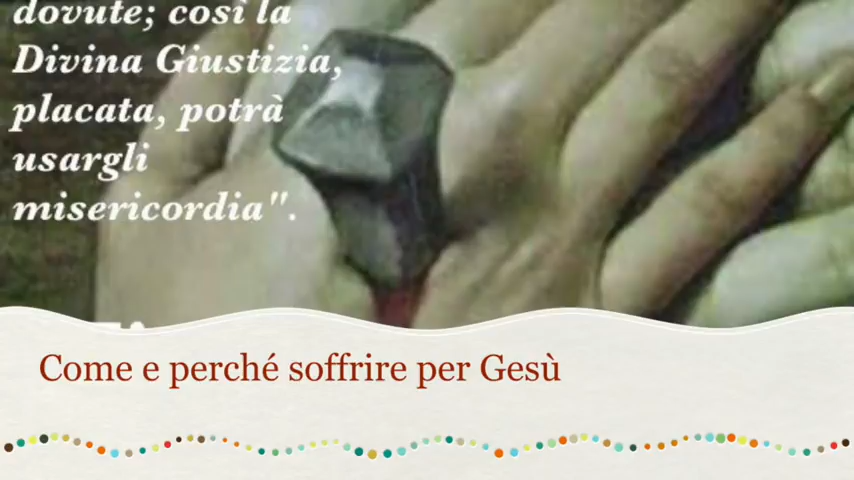 dovute; così la
Divina Giustizia,
placata, potrà
usargli
misericordia".
Come e perché soffrire per Gesù